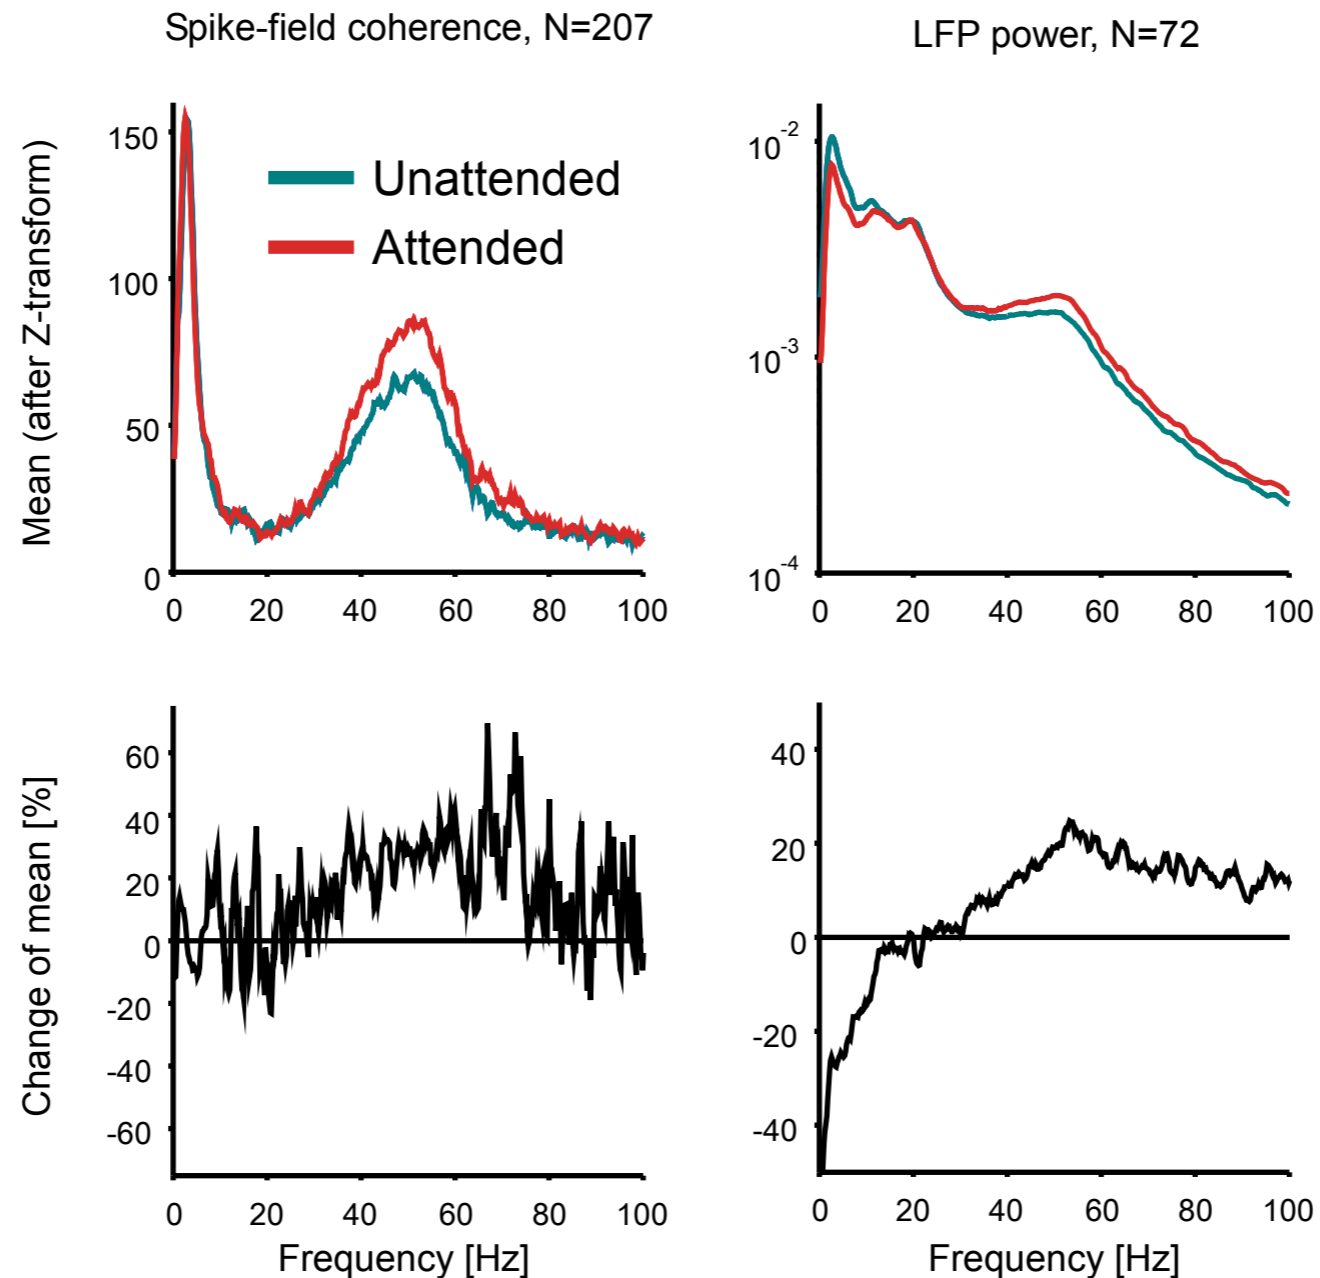 Spike-field coherence, N=207
LFP power, N=72
Mean (after Z-transform)
150
100
50
0
Unattended
Attended
0 20 40 60 80 100
10-2
10-3
10-4
0 20 40 60 80 100
Change of mean [%]
60
40
20
0
-20
-40
-60
0 20 40 60 80 100
Frequency [Hz]
40
20
0
-20
-40
0 20 40 60 80 100
Frequency [Hz]